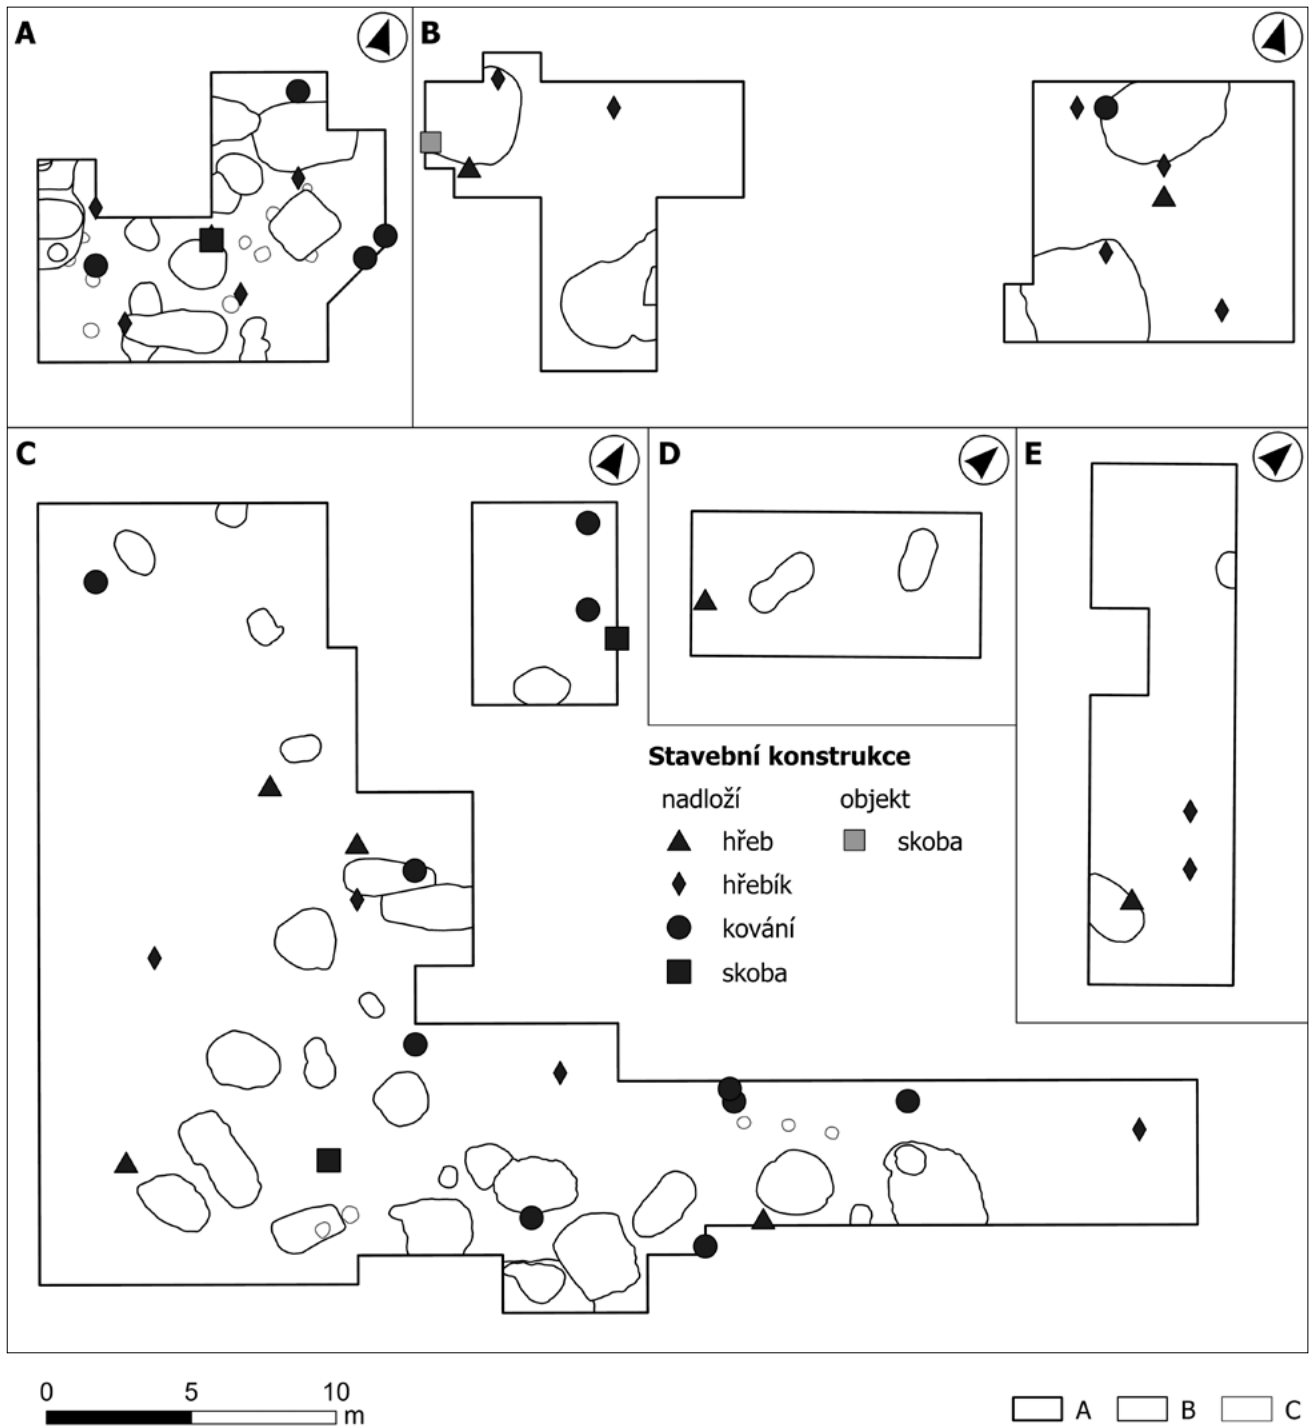 A
B
C
D
E
Stavební konstrukce
nadloží objekt
hřeb skoba
hřebík
kování
skoba
0 5 10
m
A B C